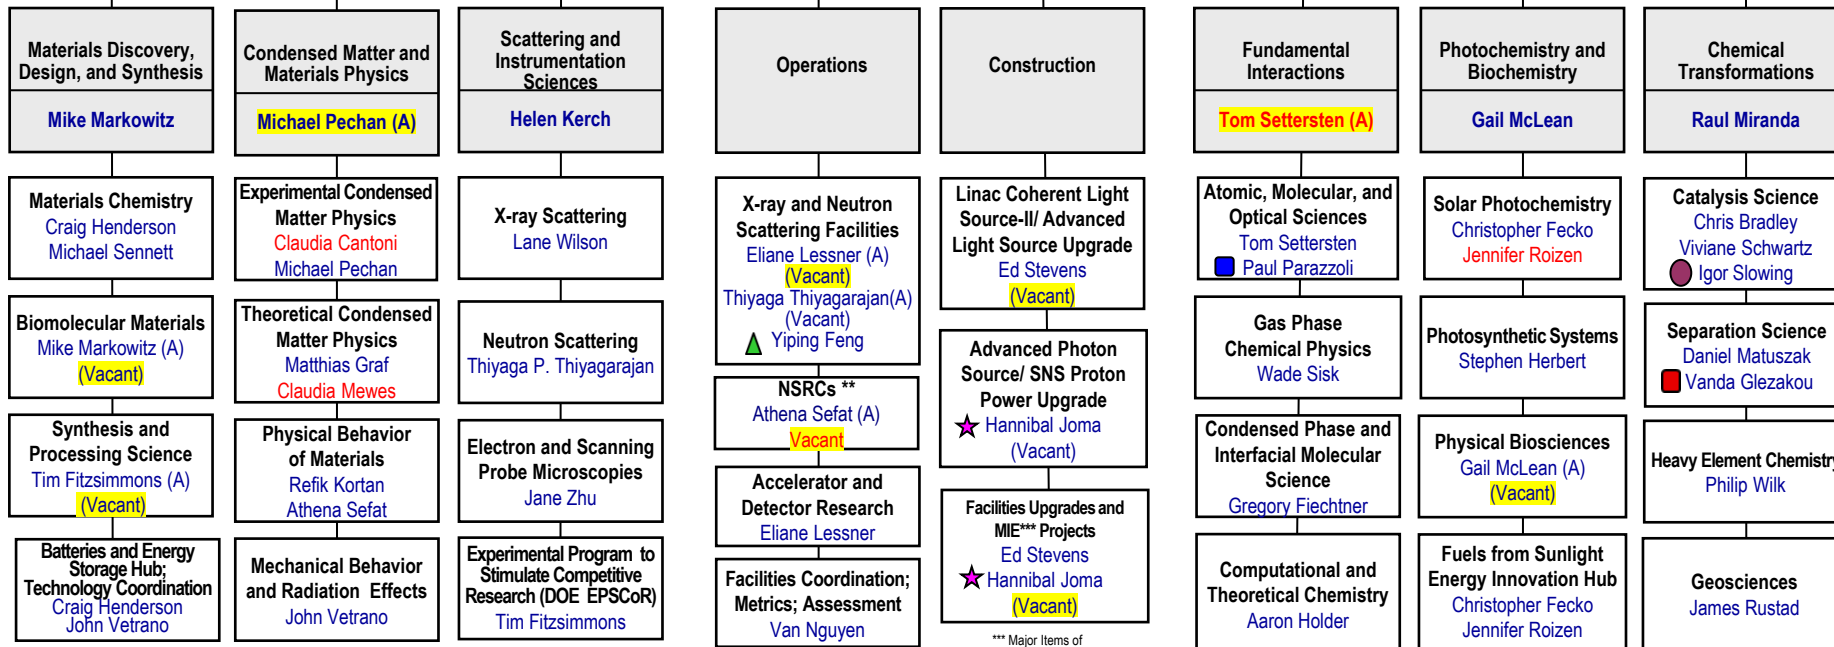 Materials Discovery,
Design, and Synthesis
Mike Markowitz
Materials Chemistry
Craig Henderson
Michael Sennett
Biomolecular Materials
Mike Markowitz (A)
(Vacant)
Synthesis and
Processing Science
Tim Fitzsimmons (A)
(Vacant)
Batteries and Energy
Storage Hub;
Technology Coordination
Craig Henderson
John Vetrano
Condensed Matter and
Materials Physics
Michael Pechan (A)
Experimental Condensed
Matter Physics
Claudia Cantoni
Michael Pechan
Theoretical Condensed
Matter Physics
Matthias Graf
Claudia Mewes
Physical Behavior
of Materials
Refik Kortan
Athena Sefat
Mechanical Behavior
and Radiation Effects
John Vetrano
Scattering and
Instrumentation
Sciences
Helen Kerch
X-ray Scattering
Lane Wilson
Neutron Scattering
Thiyaga P. Thiyagarajan
Electron and Scanning
Probe Microscopies
Jane Zhu
Experimental Program to
Stimulate Competitive
Research (DOE EPSCoR)
Tim Fitzsimmons
Operations
X-ray and Neutron
Scattering Facilities
Eliane Lessner (A)
(Vacant)
Thiyaga Thiyagarajan(A)
(Vacant)
Yiping Feng
NSRCs **
Athena Sefat (A)
Vacant
Accelerator and
Detector Research
Eliane Lessner
Facilities Coordination;
Metrics; Assessment
Van Nguyen
Construction
Linac Coherent Light
Source-II/ Advanced
Light Source Upgrade
Ed Stevens
(Vacant)
Advanced Photon
Source/ SNS Proton
Power Upgrade
Hannibal Joma
(Vacant)
Facilities Upgrades and
MIE*** Projects
Ed Stevens
Hannibal Joma
(Vacant)
*** Major Items of
Fundamental
Interactions
Tom Settersten (A)
Atomic, Molecular, and
Optical Sciences
Tom Settersten
Paul Parazzoli
Gas Phase
Chemical Physics
Wade Sisk
Condensed Phase and
Interfacial Molecular
Science
Gregory Fiechtner
Computational and
Theoretical Chemistry
Aaron Holder
Photochemistry and
Biochemistry
Gail McLean
Solar Photochemistry
Christopher Fecko
Jennifer Roizen
Photosynthetic Systems
Stephen Herbert
Physical Biosciences
Gail McLean (A)
(Vacant)
Fuels from Sunlight
Energy Innovation Hub
Christopher Fecko
Jennifer Roizen
Chemical
Transformations
Raul Miranda
Catalysis Science
Chris Bradley
Viviane Schwartz
Igor Slowing
Separation Science
Daniel Matuszak
Vanda Glezakou
Heavy Element Chemistry
Philip Wilk
Geosciences
James Rustad